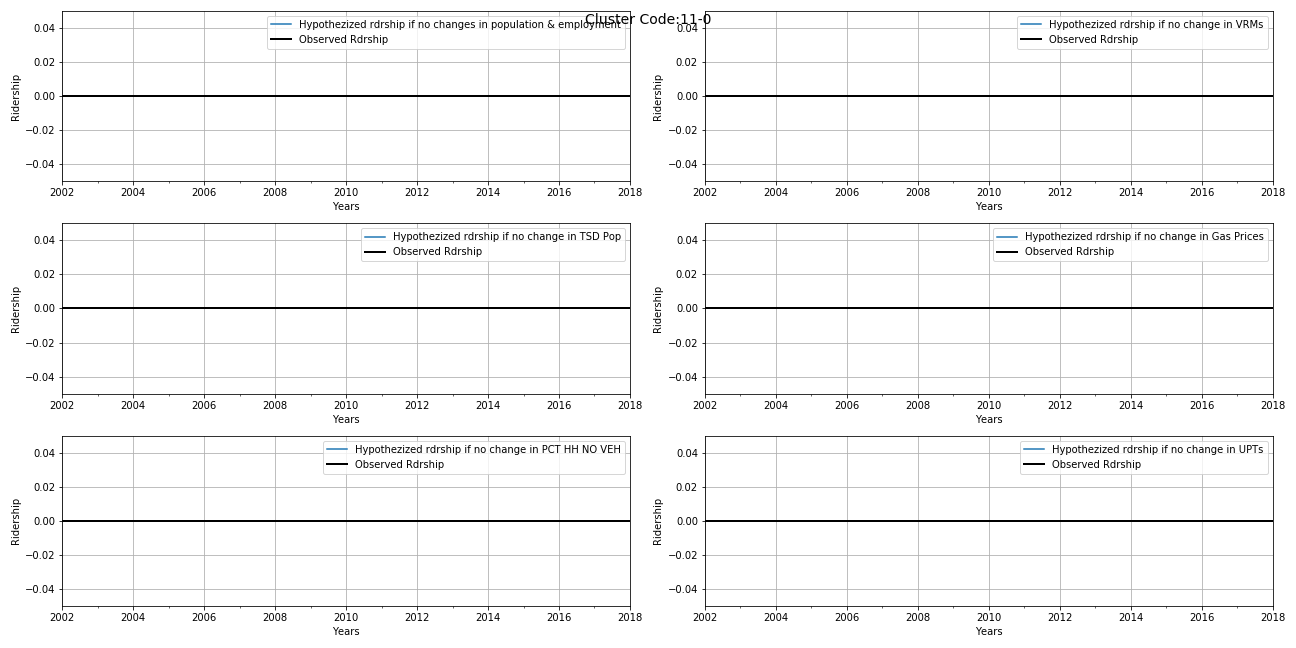 Cluster Code:11-0
Hypothezized rdrship if no changes in population & employment
Observed Rdrship
0.04
0.02
0.00
−0.02
−0.04
Ridership
2002 2004 2006 2008 2010 2012 2014 2016 2018
Years
Hypothezized rdrship if no change in VRMs
Observed Rdrship
0.04
0.02
0.00
−0.02
−0.04
Ridership
2002 2004 2006 2008 2010 2012 2014 2016 2018
Years
Hypothezized rdrship if no change in TSD Pop
Observed Rdrship
0.04
0.02
0.00
−0.02
−0.04
Ridership
2002 2004 2006 2008 2010 2012 2014 2016 2018
Years
Hypothezized rdrship if no change in Gas Prices
Observed Rdrship
0.04
0.02
0.00
−0.02
−0.04
Ridership
2002 2004 2006 2008 2010 2012 2014 2016 2018
Years
Hypothezized rdrship if no change in PCT HH NO VEH
Observed Rdrship
0.04
0.02
0.00
−0.02
−0.04
Ridership
2002 2004 2006 2008 2010 2012 2014 2016 2018
Years
Hypothezized rdrship if no change in UPTs
Observed Rdrship
0.04
0.02
0.00
−0.02
−0.04
Ridership
2002 2004 2006 2008 2010 2012 2014 2016 2018
Years